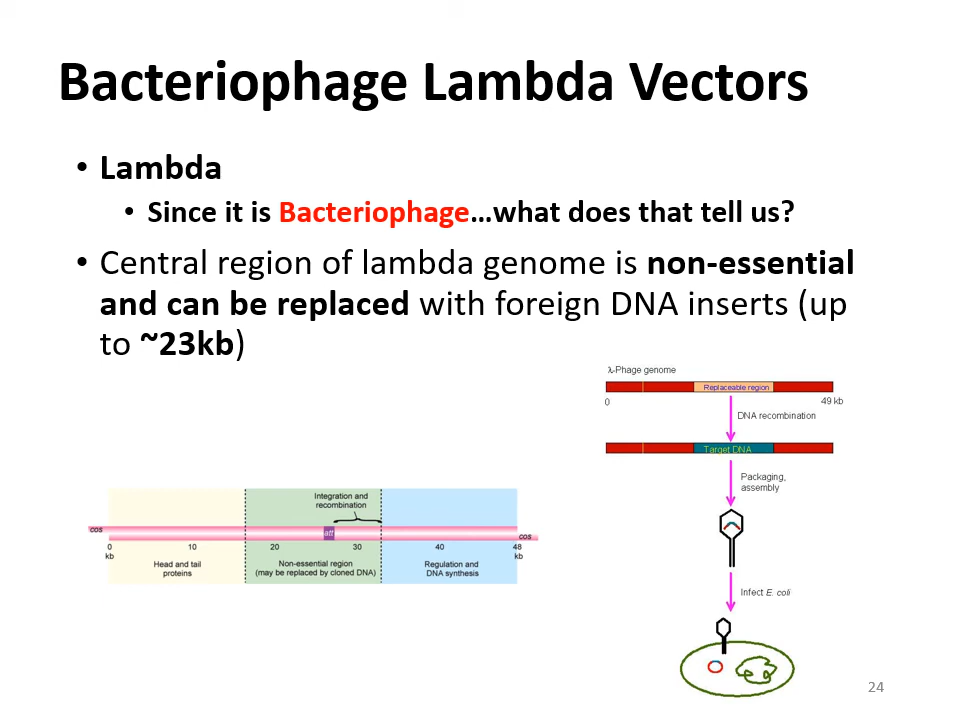 Bacteriophage Lambda Vectors
• Lambda
• Since it is Bacteriophage…what does that tell us?
• Central region of lambda genome is non-essential
and can be replaced with foreign DNA inserts (up
to ~23kb)
λ-Phage genome
Replaceable region
0 49 kb
DNA recombination
Target DNA
Packaging,
assembly
Infect E. coli
Integration and
recombination
cos att cos
0 10 20 30 40 48
kb kb
Head and tail
proteins
Non-essential region
(may be replaced by cloned DNA)
Regulation and
DNA synthesis
24